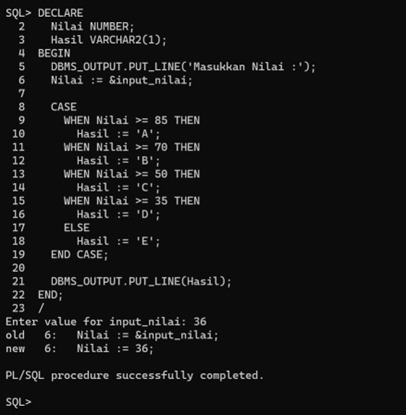 SQL> DECLARE
  2    Nilai NUMBER;
  3    Hasil VARCHAR2(1);
  4  BEGIN
  5    DBMS_OUTPUT.PUT_LINE('Masukkan Nilai :');
  6    Nilai := &input_nilai;
  7
  8    CASE
  9      WHEN Nilai >= 85 THEN
 10        Hasil := 'A';
 11      WHEN Nilai >= 70 THEN
 12        Hasil := 'B';
 13      WHEN Nilai >= 50 THEN
 14        Hasil := 'C';
 15      WHEN Nilai >= 35 THEN
 16        Hasil := 'D';
 17      ELSE
 18        Hasil := 'E';
 19    END CASE;
 20
 21    DBMS_OUTPUT.PUT_LINE(Hasil);
 22  END;
 23  /
Enter value for input_nilai: 36
old   6:   Nilai := &input_nilai;
new   6:   Nilai := 36;
PL/SQL procedure successfully completed.
SQL>